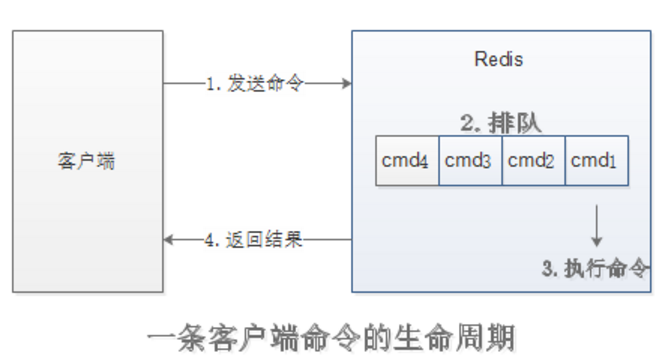 Redis
1. 发送命令
2. 排队
客户端
cmd4 cmd3 cmd2 cmd1
4. 返回结果
3. 执行命令
一条客户端命令的生命周期